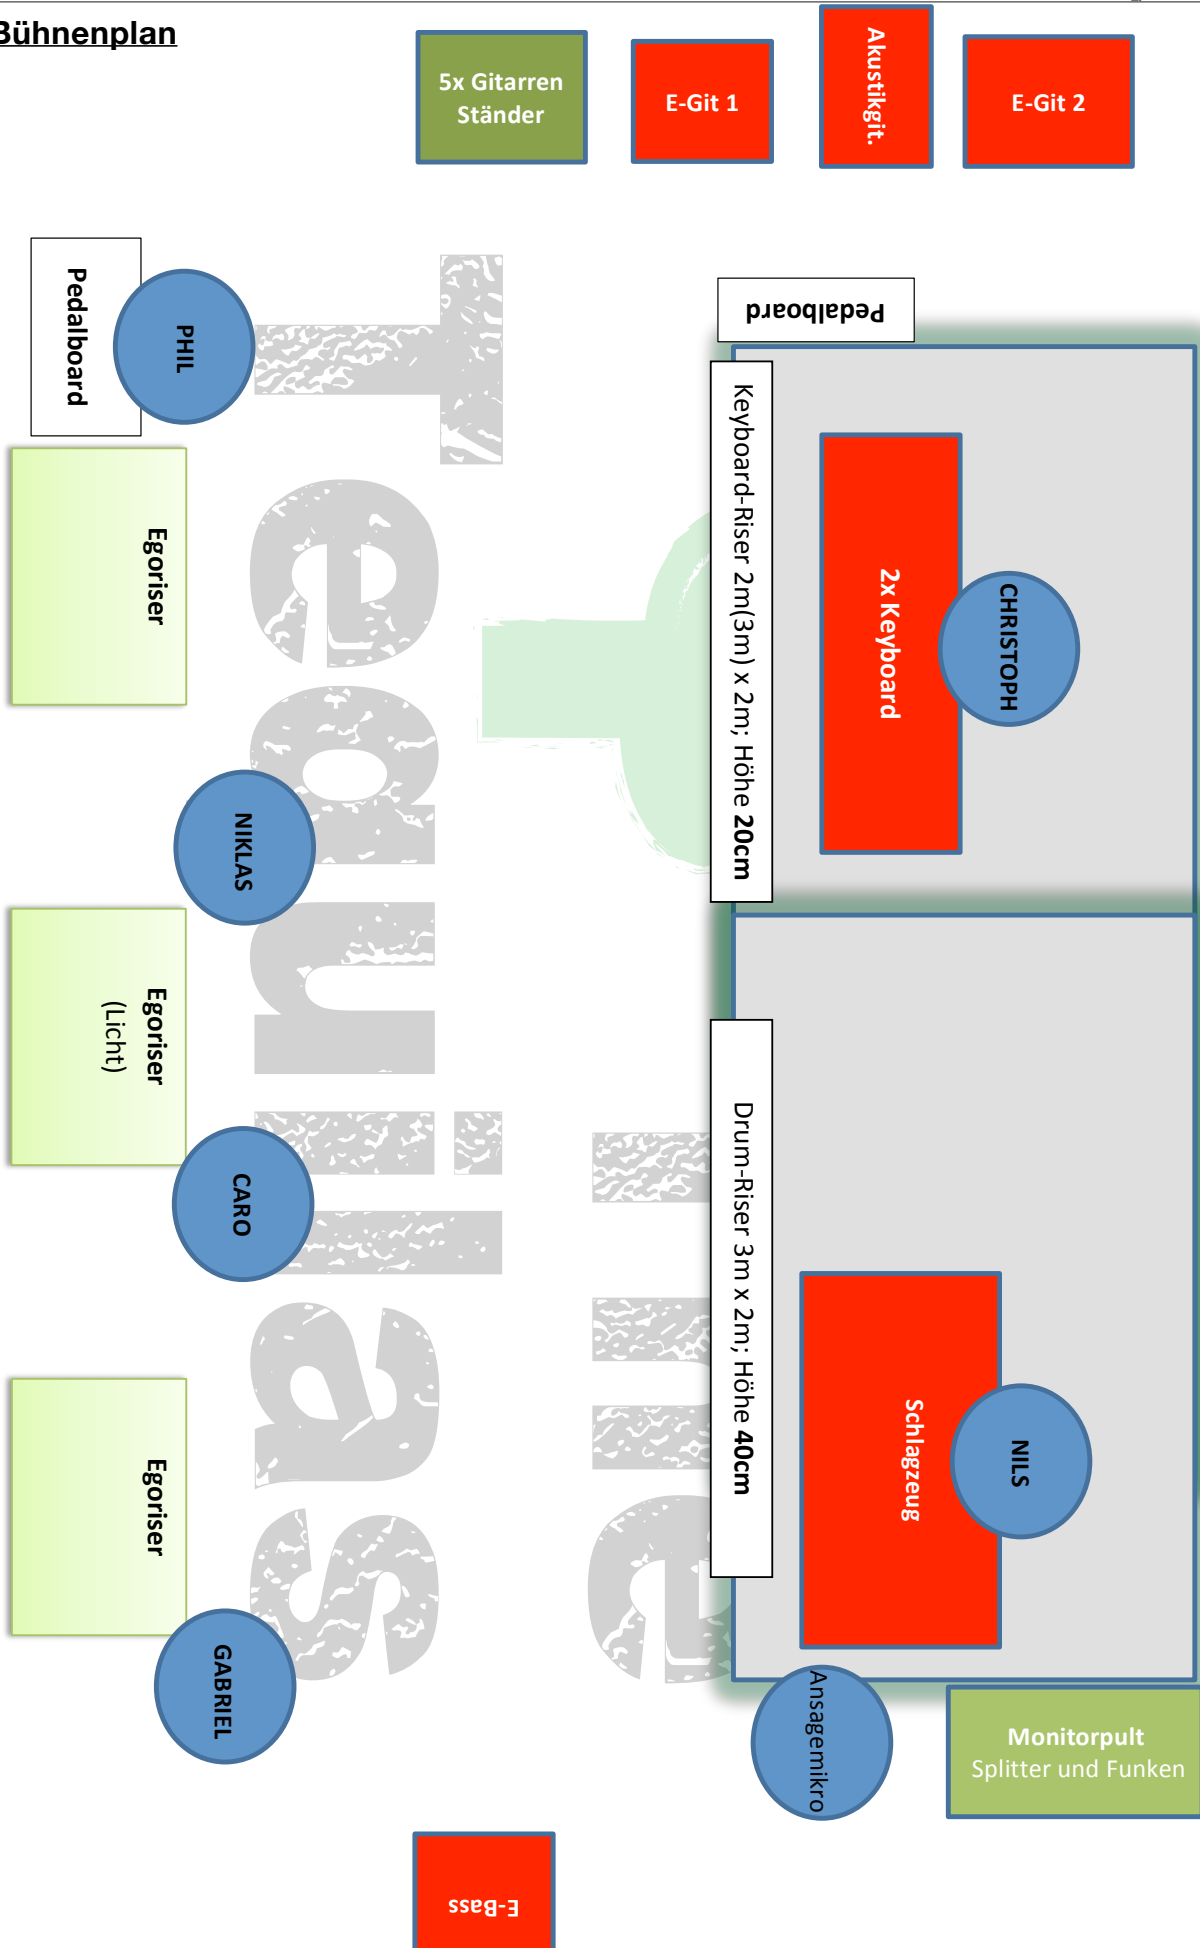 Bühnenplan
5x Gitarren
Ständer
E-Git 1
Akustikgit.
E-Git 2
Pedalboard
PHIL
Pedalboard
Keyboard-Riser 2m(3m) x 2m; Höhe 20cm
2x Keyboard
CHRISTOPH
Egoriser
NIKLAS
Egoriser
(Licht)
CARO
Drum-Riser 3m x 2m; Höhe 40cm
Schlagzeug
NILS
Egoriser
GABRIEL
Ansagemikro
Monitorpult
Splitter und Funken
E-Bass
Tequilas